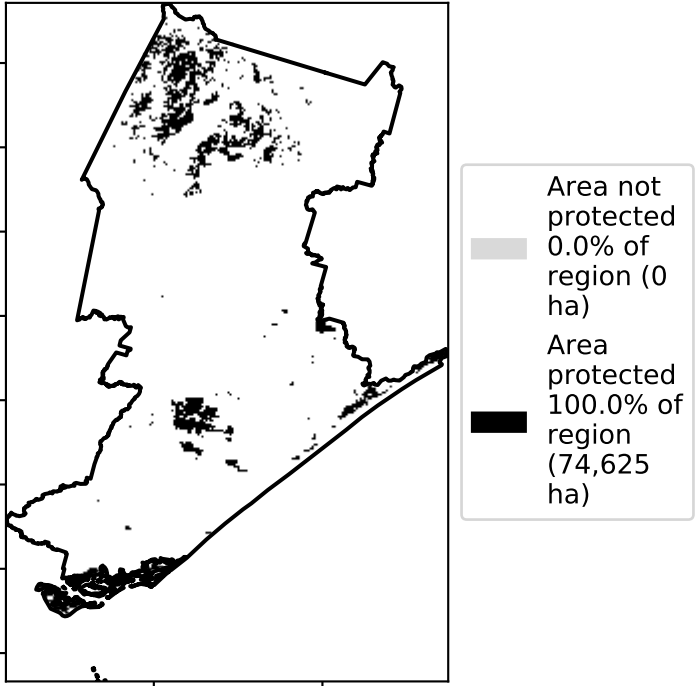 Area not
protected
0.0% of
region (0
ha)
Area
protected
100.0% of
region
(74,625
ha)